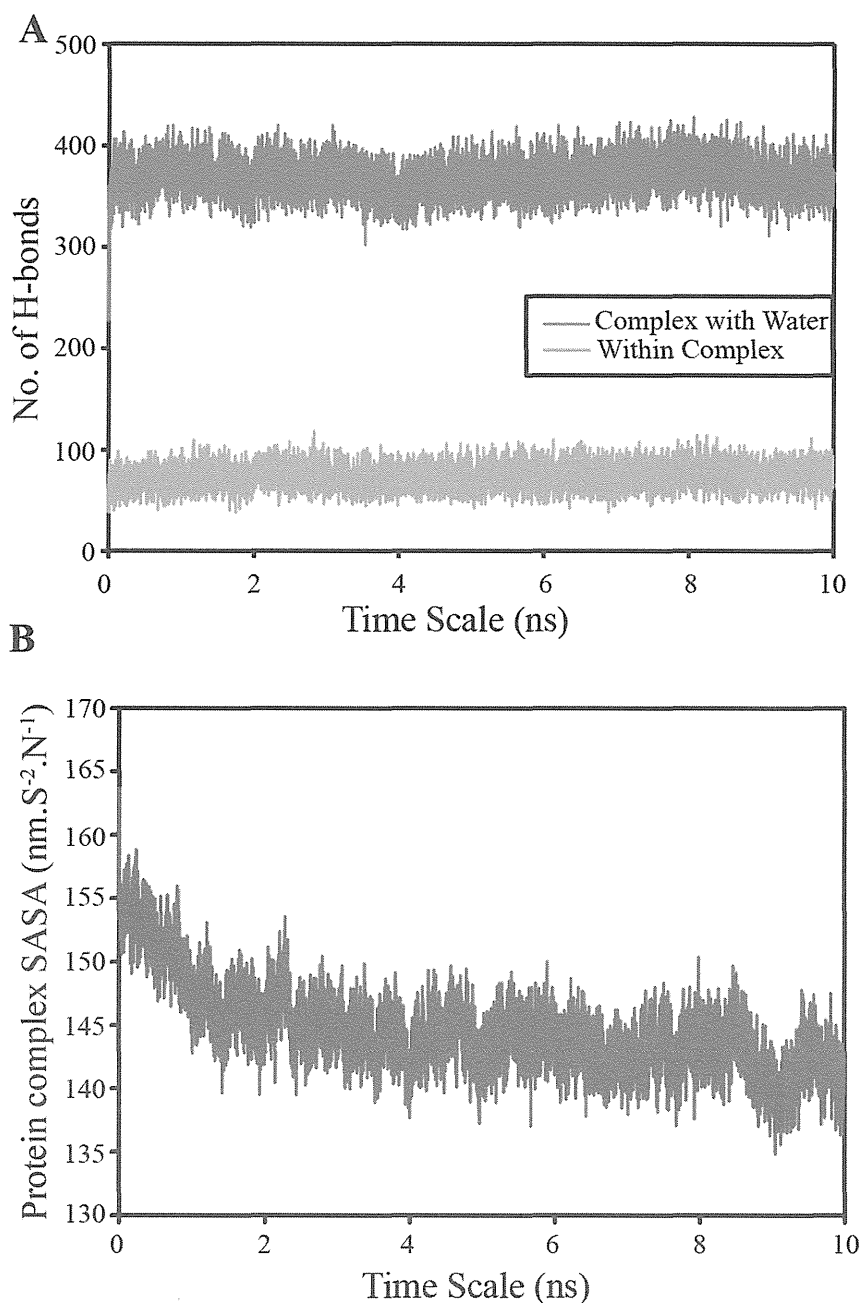 A
500
400
300
200
100
0
No. of H-bonds
Complex with Water
Within Complex
0 2 4 6 8 10
Time Scale (ns)
B
170
165
160
155
150
145
140
135
130
Protein complex SASA (nm.S⁻².N⁻¹)
0 2 4 6 8 10
Time Scale (ns)